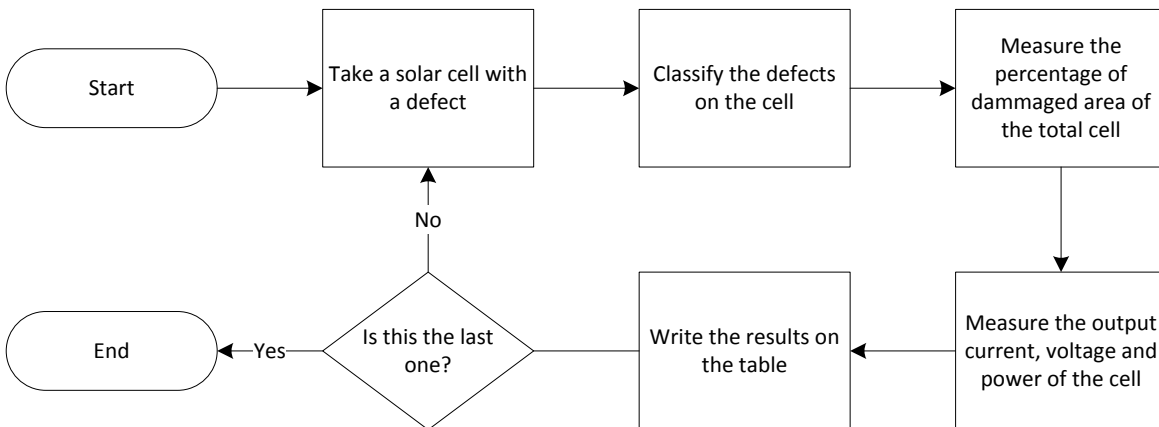 Start
Take a solar cell with
a defect
Classify the defects
on the cell
Measure the
percentage of
dammaged area of
the total cell
No
End
Yes
Is this the last
one?
Write the results on
the table
Measure the output
current, voltage and
power of the cell